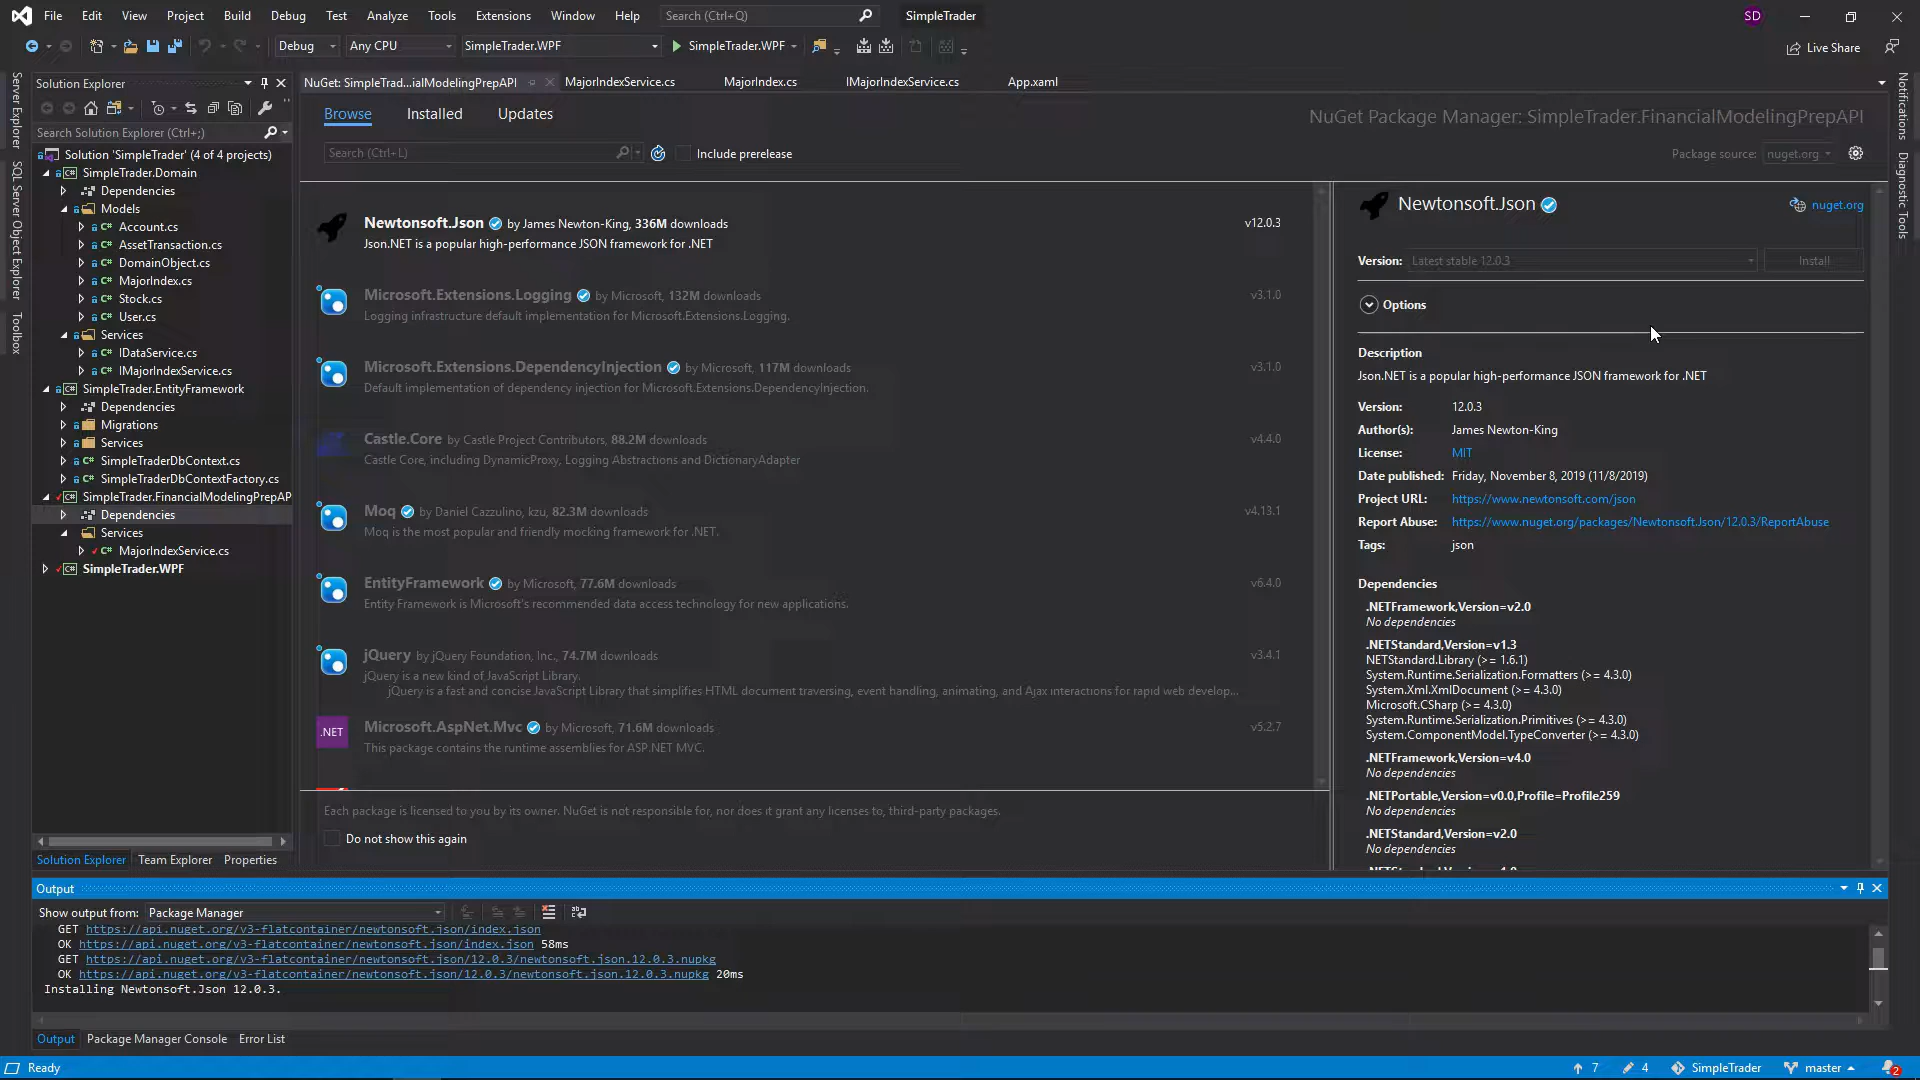 File Edit View Project Build Debug Test Analyze Tools Extensions Window Help Search (Ctrl+Q) SimpleTrader SD
Debug Any CPU SimpleTrader.WPF SimpleTrader.WPF Live Share
Server Explorer
SQL Server Object Explorer
Toolbox
Solution Explorer
Search Solution Explorer (Ctrl+;)
Solution 'SimpleTrader' (4 of 4 projects)
SimpleTrader.Domain
Dependencies
Models
Account.cs
AssetTransaction.cs
DomainObject.cs
MajorIndex.cs
Stock.cs
User.cs
Services
IDataService.cs
IMajorIndexService.cs
SimpleTrader.EntityFramework
Dependencies
Migrations
Services
SimpleTraderDbContext.cs
SimpleTraderDbContextFactory.cs
SimpleTrader.FinancialModelingPrepAP
Dependencies
Services
MajorIndexService.cs
SimpleTrader.WPF
Solution Explorer Team Explorer Properties
NuGet: SimpleTrad...ialModelingPrepAPI MajorIndexService.cs MajorIndex.cs IMajorIndexService.cs App.xaml
Browse Installed Updates
NuGet Package Manager: SimpleTrader.FinancialModelingPrepAPI
Search (Ctrl+L) Include prerelease
Package source: nuget.org
Newtonsoft.Json by James Newton-King, 336M downloads v12.0.3
Json.NET is a popular high-performance JSON framework for .NET
Microsoft.Extensions.Logging by Microsoft, 132M downloads v3.1.0
Logging infrastructure default implementation for Microsoft.Extensions.Logging.
Microsoft.Extensions.DependencyInjection by Microsoft, 117M downloads v3.1.0
Default implementation of dependency injection for Microsoft.Extensions.DependencyInjection.
Castle.Core by Castle Project Contributors, 88.2M downloads v4.4.0
Castle Core, including DynamicProxy, Logging Abstractions and DictionaryAdapter
Moq by Daniel Cazzulino, kzu, 82.3M downloads v4.13.1
Moq is the most popular and friendly mocking framework for .NET.
EntityFramework by Microsoft, 77.6M downloads v6.4.0
Entity Framework is Microsoft's recommended data access technology for new applications.
jQuery by jQuery Foundation, Inc., 74.7M downloads v3.4.1
jQuery is a new kind of JavaScript Library.
jQuery is a fast and concise JavaScript Library that simplifies HTML document traversing, event handling, animating, and Ajax interactions for rapid web develop...
.NET
Microsoft.AspNet.Mvc by Microsoft, 71.6M downloads v5.2.7
This package contains the runtime assemblies for ASP.NET MVC.
Each package is licensed to you by its owner. NuGet is not responsible for, nor does it grant any licenses to, third-party packages.
Do not show this again
Newtonsoft.Json nuget.org
Version: Latest stable 12.0.3 Install
Options
Description
Json.NET is a popular high-performance JSON framework for .NET
Version: 12.0.3
Author(s): James Newton-King
License: MIT
Date published: Friday, November 8, 2019 (11/8/2019)
Project URL: https://www.newtonsoft.com/json
Report Abuse: https://www.nuget.org/packages/Newtonsoft.Json/12.0.3/ReportAbuse
Tags: json
Dependencies
.NETFramework,Version=v2.0
No dependencies
.NETStandard,Version=v1.3
NETStandard.Library (>= 1.6.1)
System.Runtime.Serialization.Formatters (>= 4.3.0)
System.Xml.XmlDocument (>= 4.3.0)
Microsoft.CSharp (>= 4.3.0)
System.Runtime.Serialization.Primitives (>= 4.3.0)
System.ComponentModel.TypeConverter (>= 4.3.0)
.NETFramework,Version=v4.0
No dependencies
.NETPortable,Version=v0.0,Profile=Profile259
No dependencies
.NETStandard,Version=v2.0
No dependencies
Notifications
Diagnostic Tools
Output
Show output from: Package Manager
GET https://api.nuget.org/v3-flatcontainer/newtonsoft.json/index.json
OK https://api.nuget.org/v3-flatcontainer/newtonsoft.json/index.json 58ms
GET https://api.nuget.org/v3-flatcontainer/newtonsoft.json/12.0.3/newtonsoft.json.12.0.3.nupkg
OK https://api.nuget.org/v3-flatcontainer/newtonsoft.json/12.0.3/newtonsoft.json.12.0.3.nupkg 20ms
Installing Newtonsoft.Json 12.0.3.
Output Package Manager Console Error List
Ready 7 4 SimpleTrader master 2